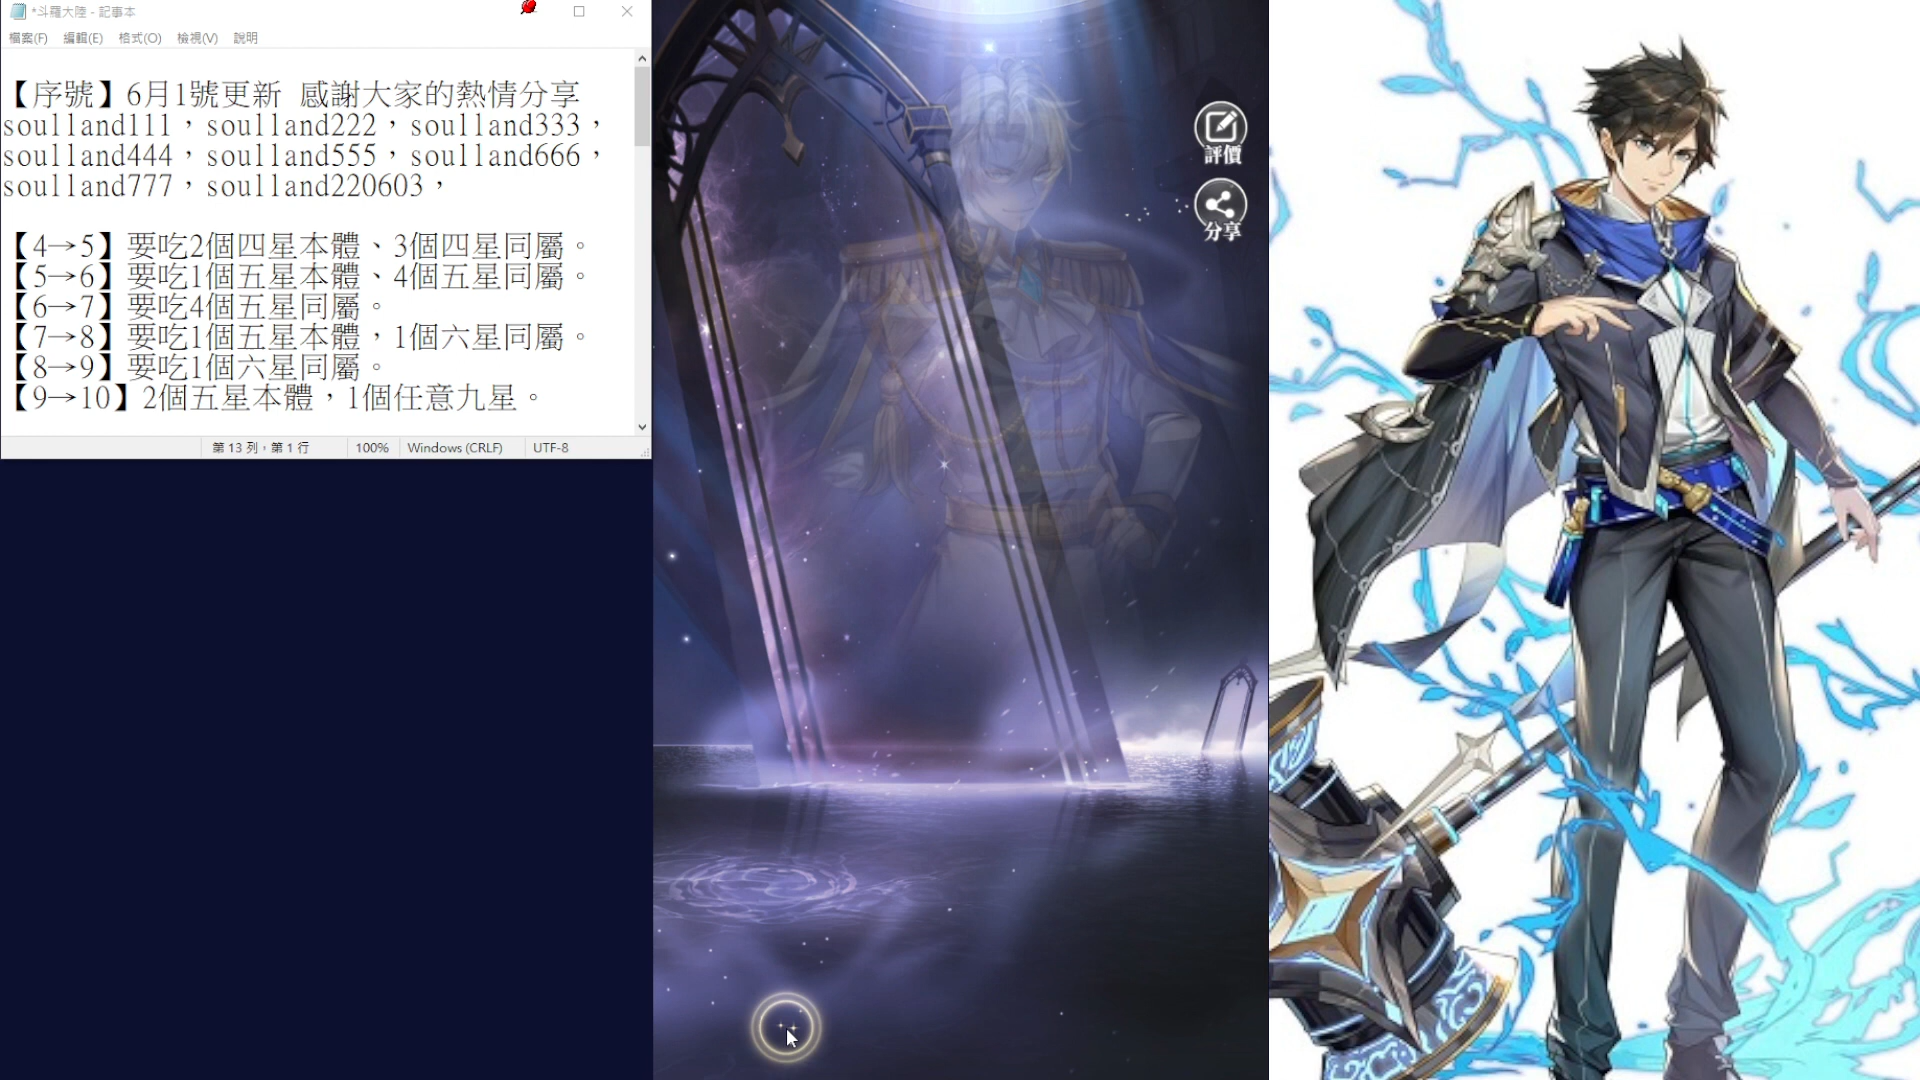 *斗羅大陸 - 記事本
檔案(F) 編輯(E) 格式(O) 檢視(V) 說明
【序號】6月1號更新 感謝大家的熱情分享
soulland111，soulland222，soulland333，
soulland444，soulland555，soulland666，
soulland777，soulland220603，
【4→5】要吃2個四星本體、3個四星同屬。
【5→6】要吃1個五星本體、4個五星同屬。
【6→7】要吃4個五星同屬。
【7→8】要吃1個五星本體，1個六星同屬。
【8→9】要吃1個六星同屬。
【9→10】2個五星本體，1個任意九星。
第 13 列，第 1 行 100% Windows (CRLF) UTF-8
評價
分享